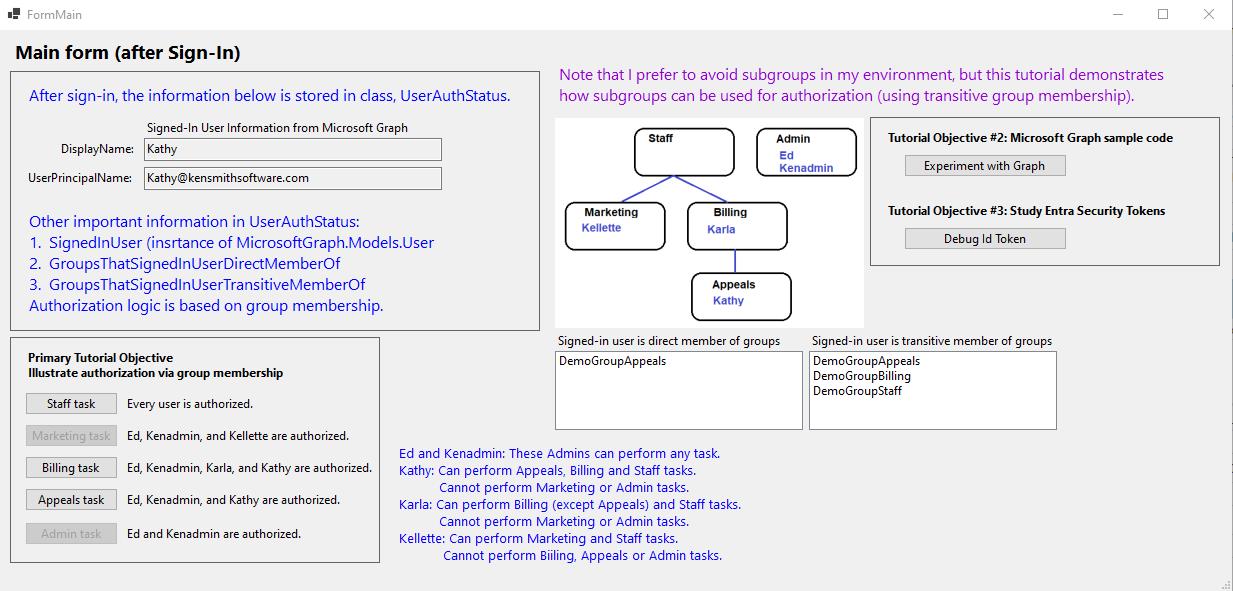 FormMain
Main form (after Sign-In)
After sign-in, the information below is stored in class, UserAuthStatus.
Signed-In User Information from Microsoft Graph
DisplayName: Kathy
UserPrincipalName: Kathy@kensmithsoftware.com
Other important information in UserAuthStatus:
1. SignedInUser (insrtance of MicrosoftGraph.Models.User
2. GroupsThatSignedInUserDirectMemberOf
3. GroupsThatSignedInUserTransitiveMemberOf
Authorization logic is based on group membership.
Note that I prefer to avoid subgroups in my environment, but this tutorial demonstrates
how subgroups can be used for authorization (using transitive group membership).
Staff
Admin
Ed
Kenadmin
Marketing
Kellette
Billing
Karla
Appeals
Kathy
Tutorial Objective #2: Microsoft Graph sample code
Experiment with Graph
Tutorial Objective #3: Study Entra Security Tokens
Debug Id Token
Signed-in user is direct member of groups
DemoGroupAppeals
Signed-in user is transitive member of groups
DemoGroupAppeals
DemoGroupBilling
DemoGroupStaff
Primary Tutorial Objective
Illustrate authorization via group membership
Staff task Every user is authorized.
Marketing task Ed, Kenadmin, and Kellette are authorized.
Billing task Ed, Kenadmin, Karla, and Kathy are authorized.
Appeals task Ed, Kenadmin, and Kathy are authorized.
Admin task Ed and Kenadmin are authorized.
Ed and Kenadmin: These Admins can perform any task.
Kathy: Can perform Appeals, Billing and Staff tasks.
Cannot perform Marketing or Admin tasks.
Karla: Can perform Billing (except Appeals) and Staff tasks.
Cannot perform Marketing or Admin tasks.
Kellette: Can perform Marketing and Staff tasks.
Cannot perform Biiling, Appeals or Admin tasks.